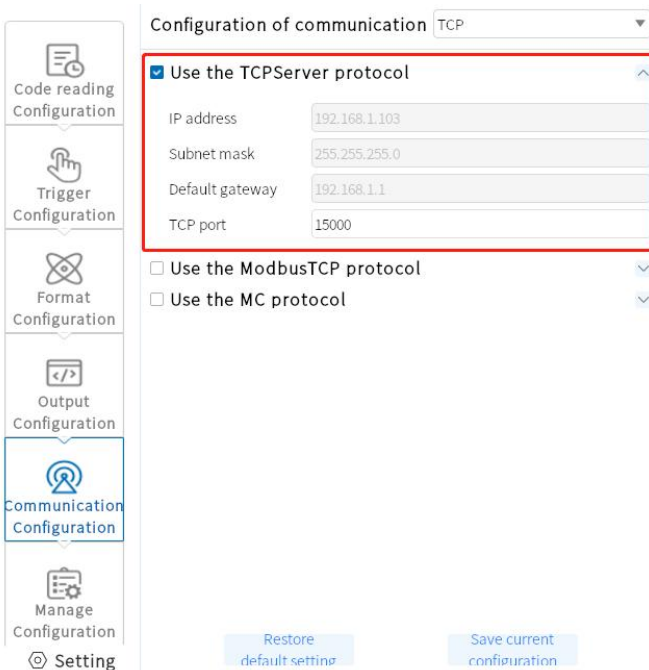 Configuration of communication TCP
Code reading
Configuration
Trigger
Configuration
Format
Configuration
Output
Configuration
Communication
Configuration
Manage
Configuration
Setting
Use the TCPServer protocol
IP address 192.168.1.103
Subnet mask 255.255.255.0
Default gateway 192.168.1.1
TCP port 15000
Use the ModbusTCP protocol
Use the MC protocol
Restore
default setting
Save current
configuration